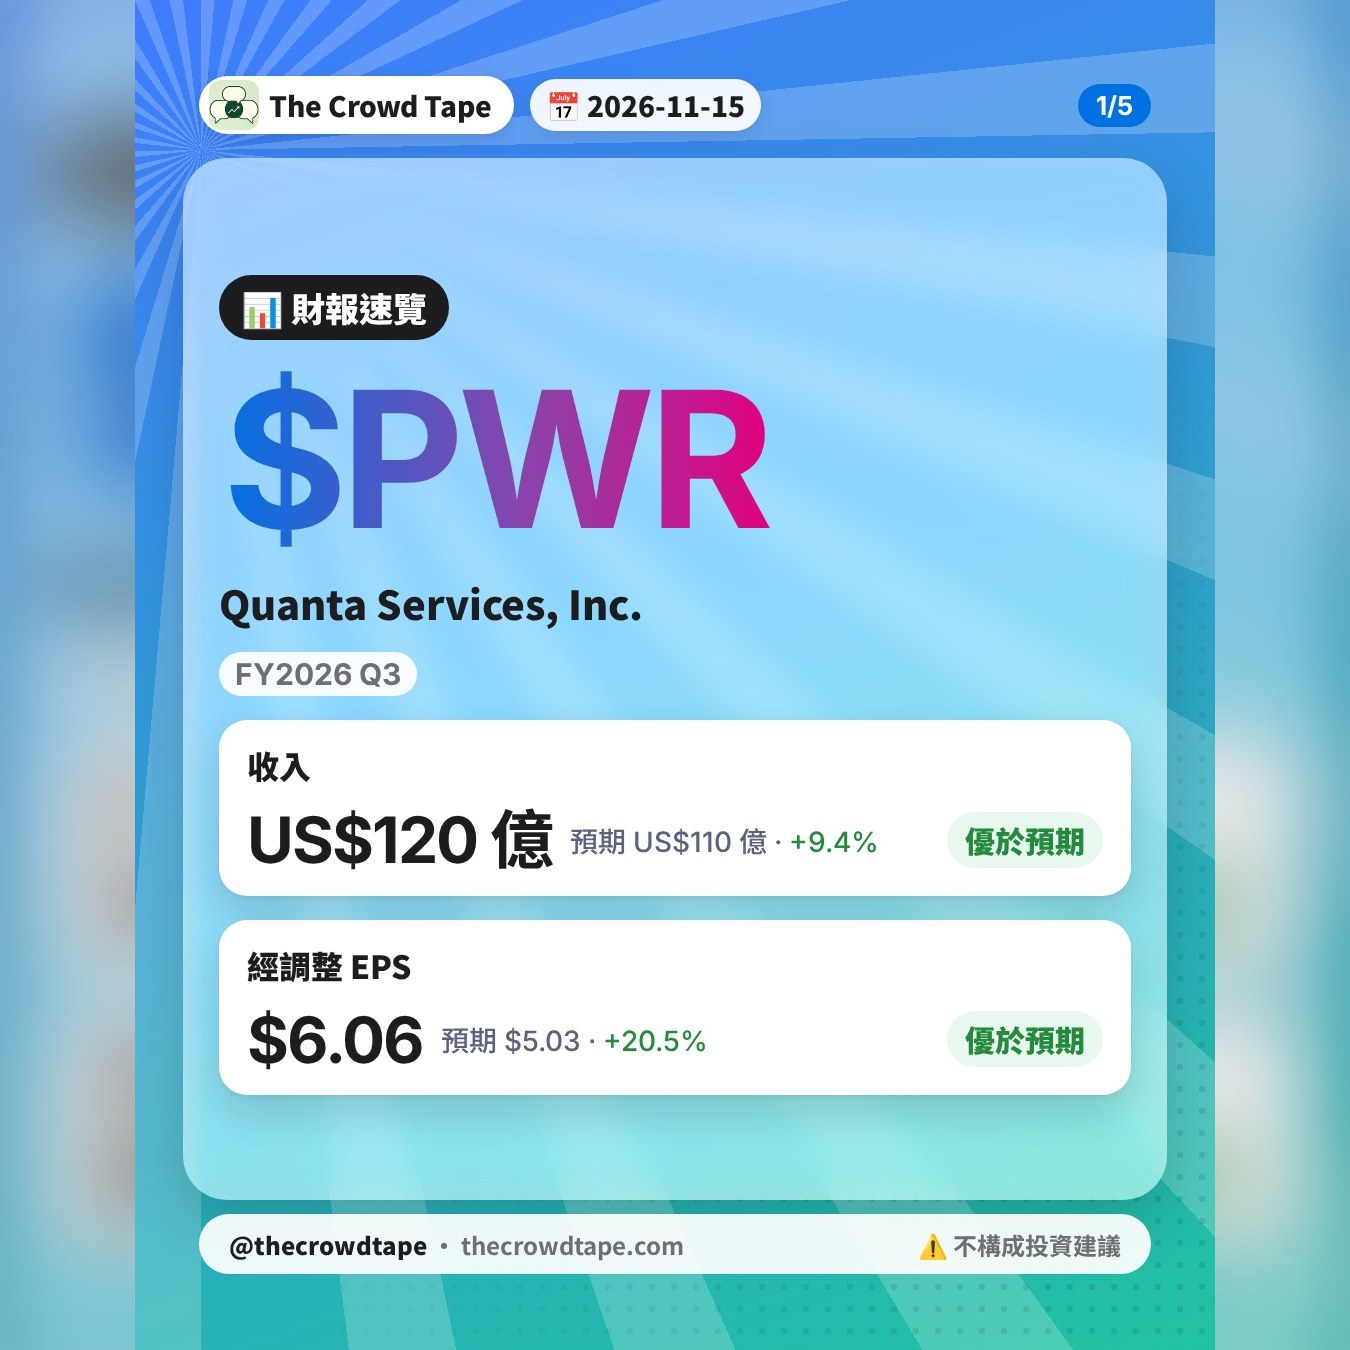 The Crowd Tape
July 17 2026-11-15
1/5
財報速覽
$PWR
Quanta Services, Inc.
FY2026 Q3
收入
US$120 億 預期 US$110 億 · +9.4% 優於預期
經調整 EPS
$6.06 預期 $5.03 · +20.5% 優於預期
@thecrowdtape • thecrowdtape.com
⚠️ 不構成投資建議